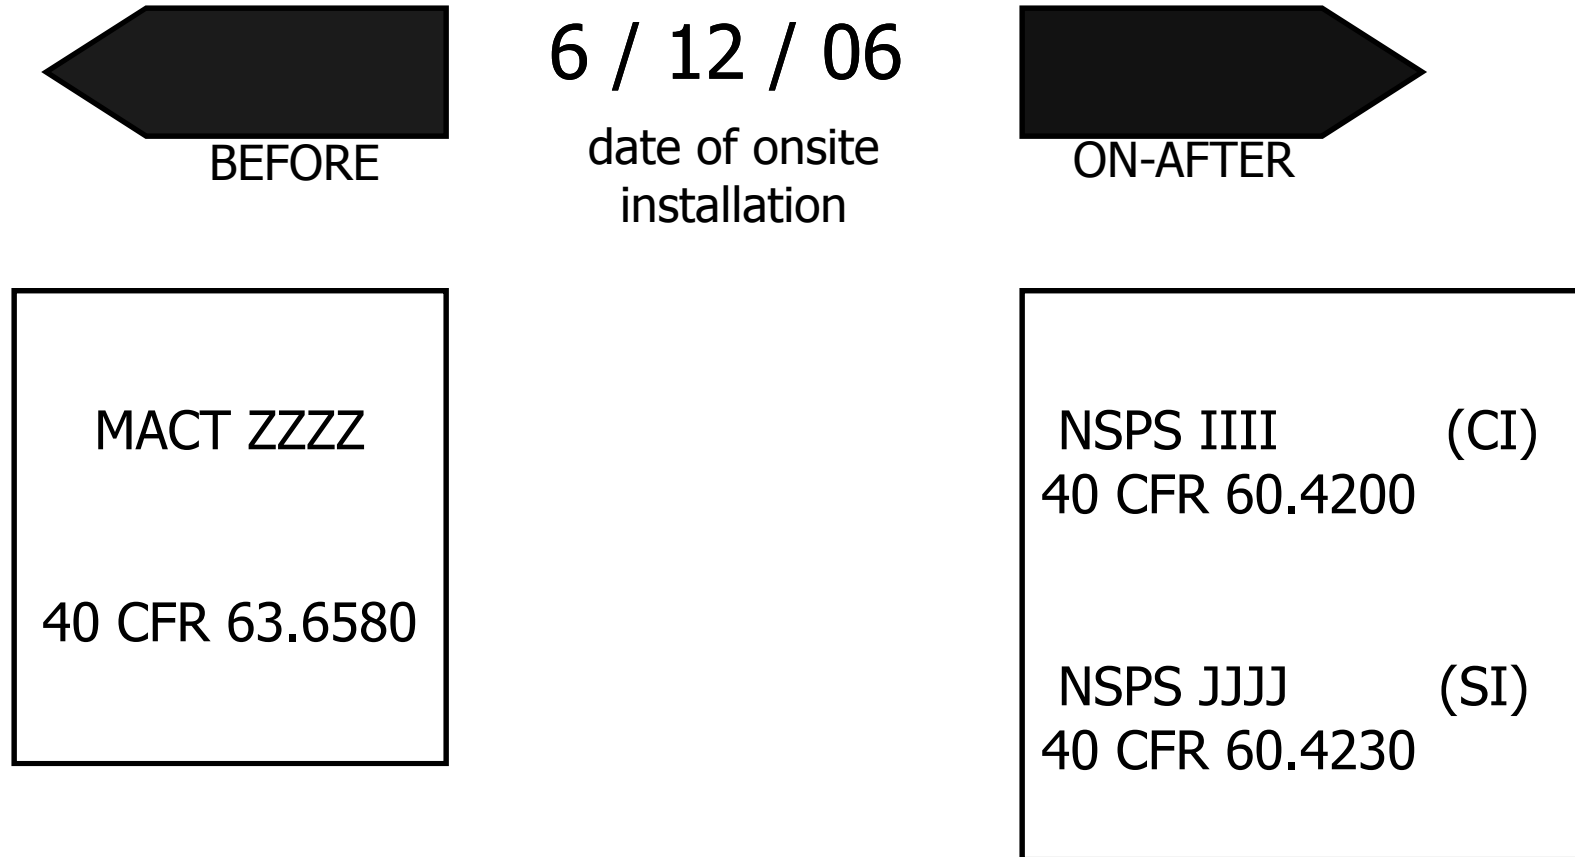 6 / 12 / 06
BEFORE
date of onsite
installation
ON-AFTER
MACT ZZZZ
40 CFR 63.6580
NSPS IIII (CI)
40 CFR 60.4200
NSPS JJJJ (SI)
40 CFR 60.4230